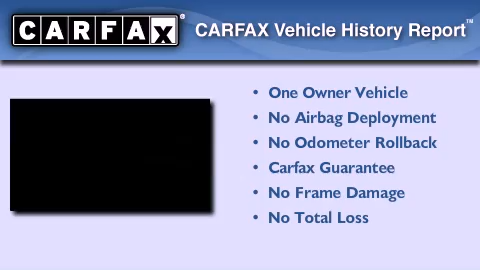 CARFAX® CARFAX Vehicle History Report™
• One Owner Vehicle
• No Airbag Deployment
• No Odometer Rollback
• Carfax Guarantee
• No Frame Damage
• No Total Loss